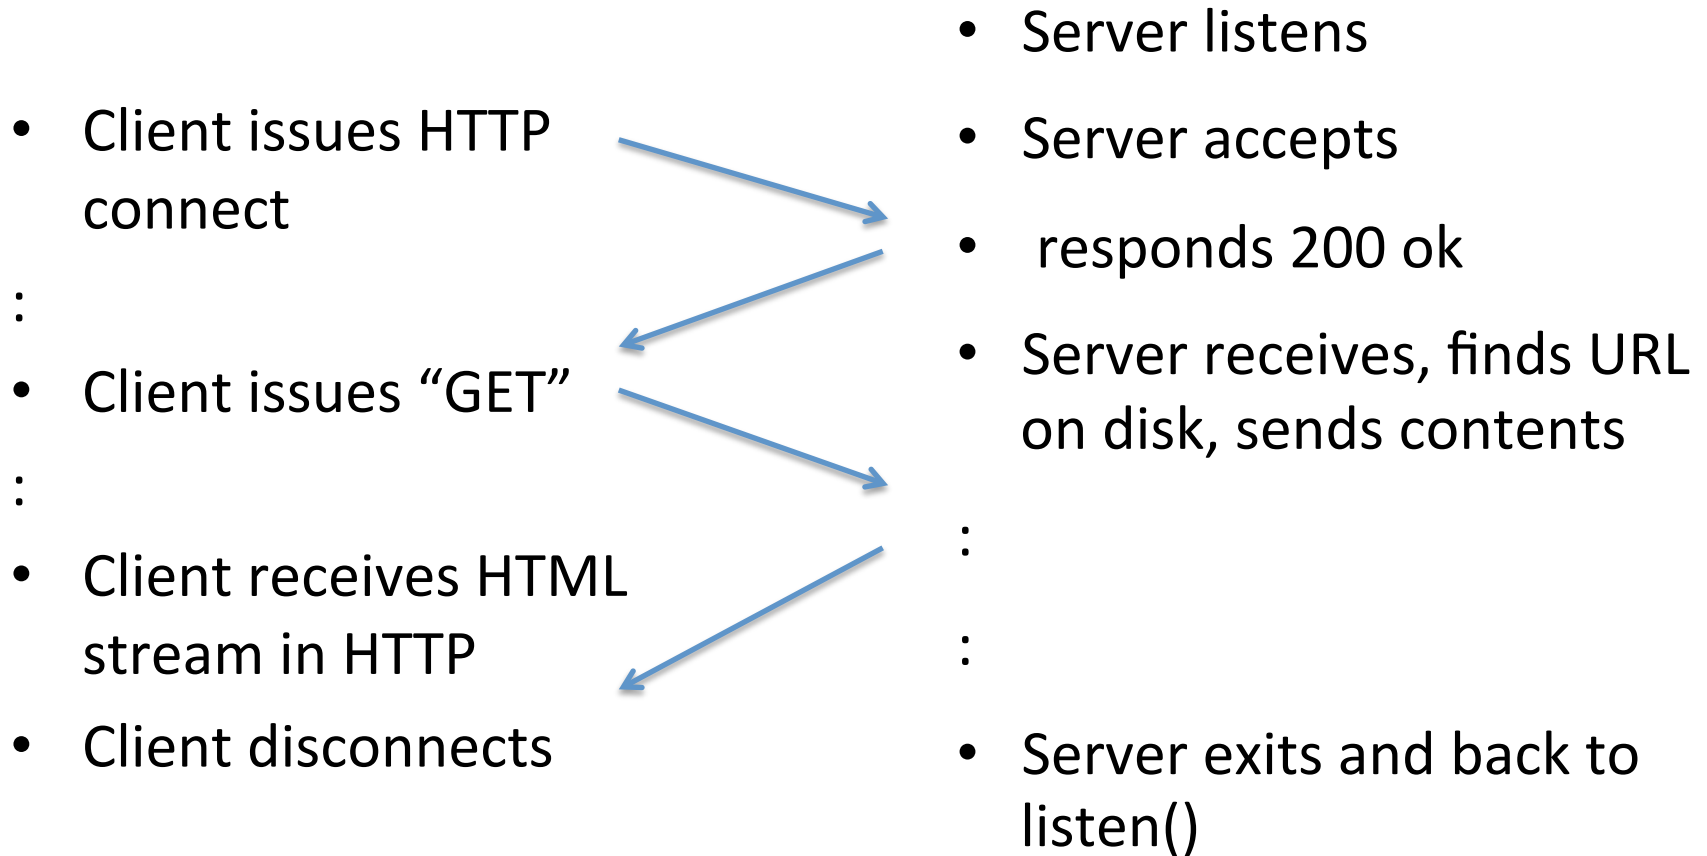 • Client issues HTTP
connect
:
• Client issues “GET”
:
• Client receives HTML
stream in HTTP
• Client disconnects
• Server listens
• Server accepts
• responds 200 ok
• Server receives, finds URL
on disk, sends contents
:
:
• Server exits and back to
listen()